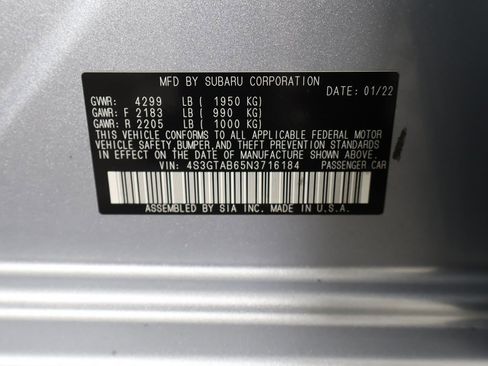 MFD BY SUBARU CORPORATION
DATE: 01/22
GVWR: 4299 LB ( 1950 KG)
GAWR: F 2183 LB ( 990 KG)
GAWR: R 2205 LB ( 1000 KG)
THIS VEHICLE CONFORMS TO ALL APPLICABLE FEDERAL MOTOR
VEHICLE SAFETY,BUMPER,AND THEFT PREVENTION STANDARDS
IN EFFECT ON THE DATE OF MANUFACTURE SHOWN ABOVE.
VIN: 4S3GTAB65N3716184 PASSENGER CAR
ASSEMBLED BY SIA INC. MADE IN U.S.A.